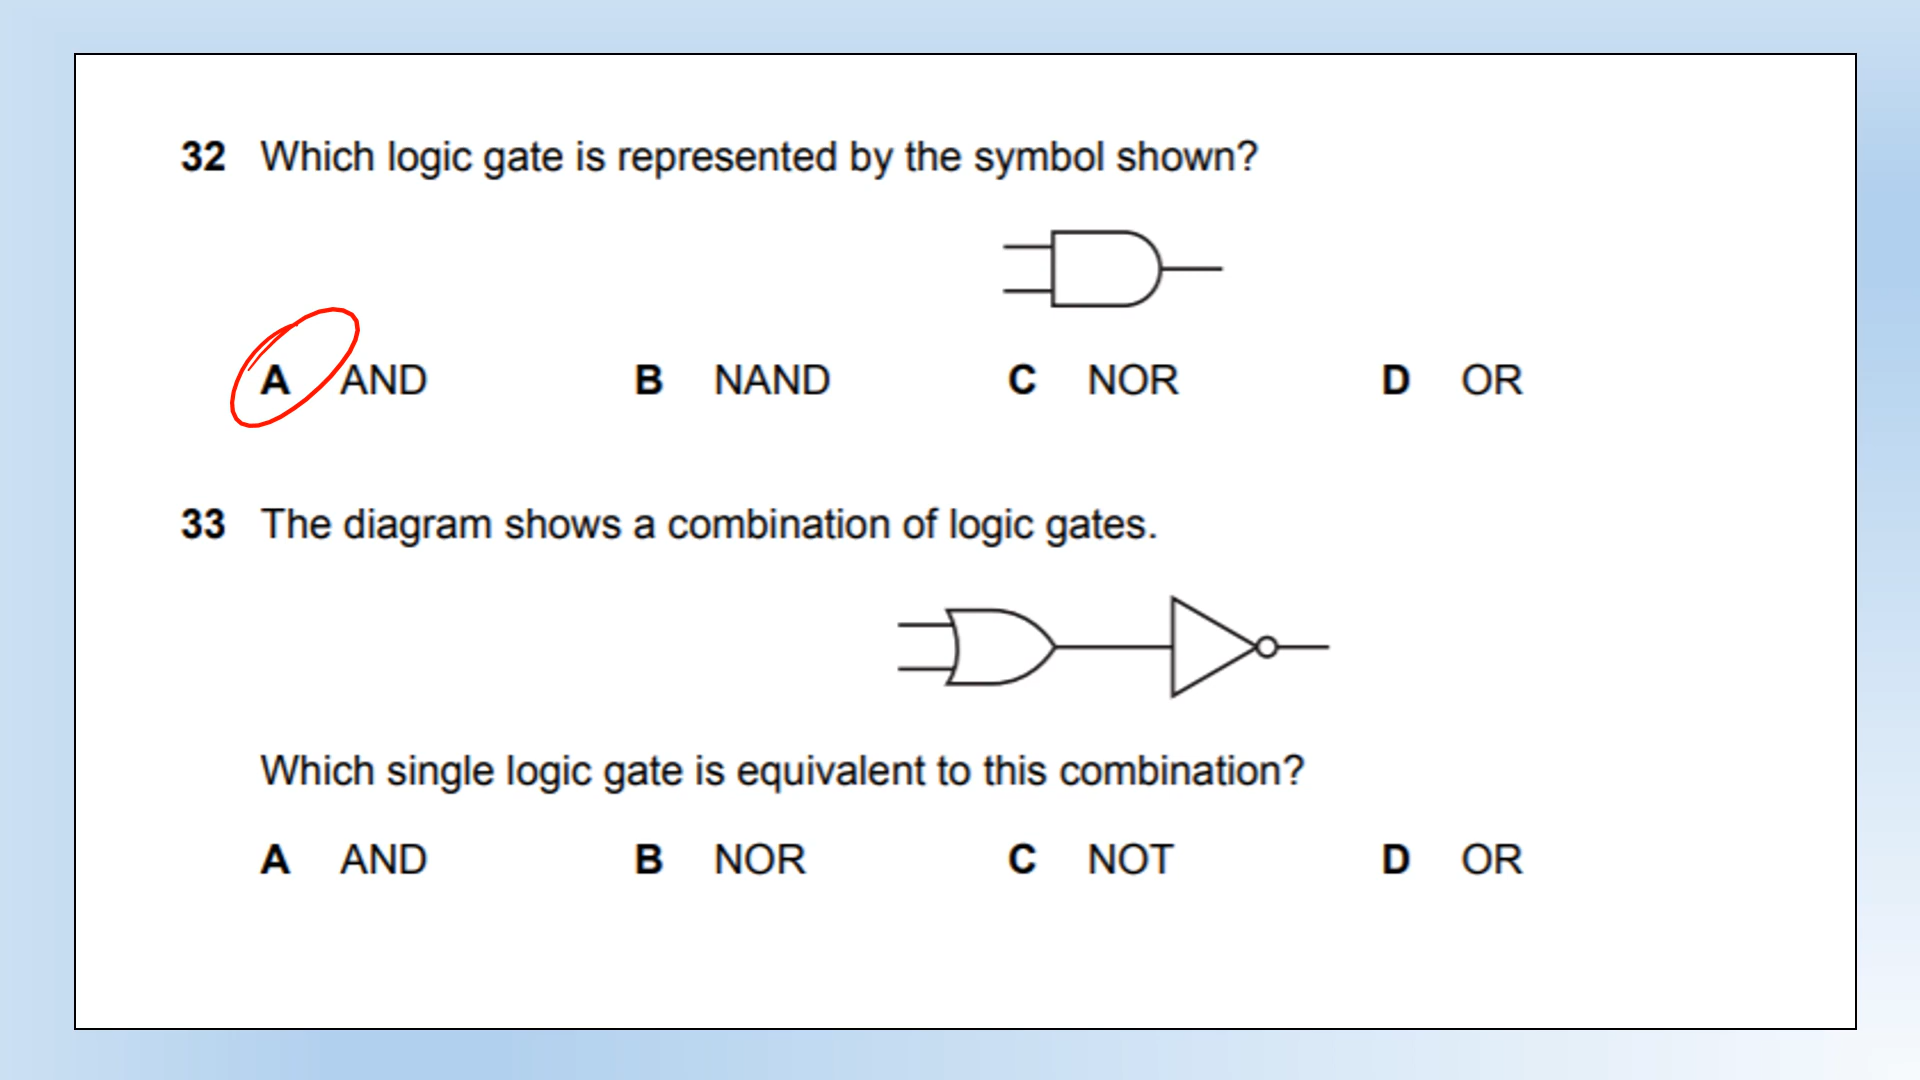 32 Which logic gate is represented by the symbol shown?
A AND B NAND C NOR D OR
33 The diagram shows a combination of logic gates.
Which single logic gate is equivalent to this combination?
A AND B NOR C NOT D OR